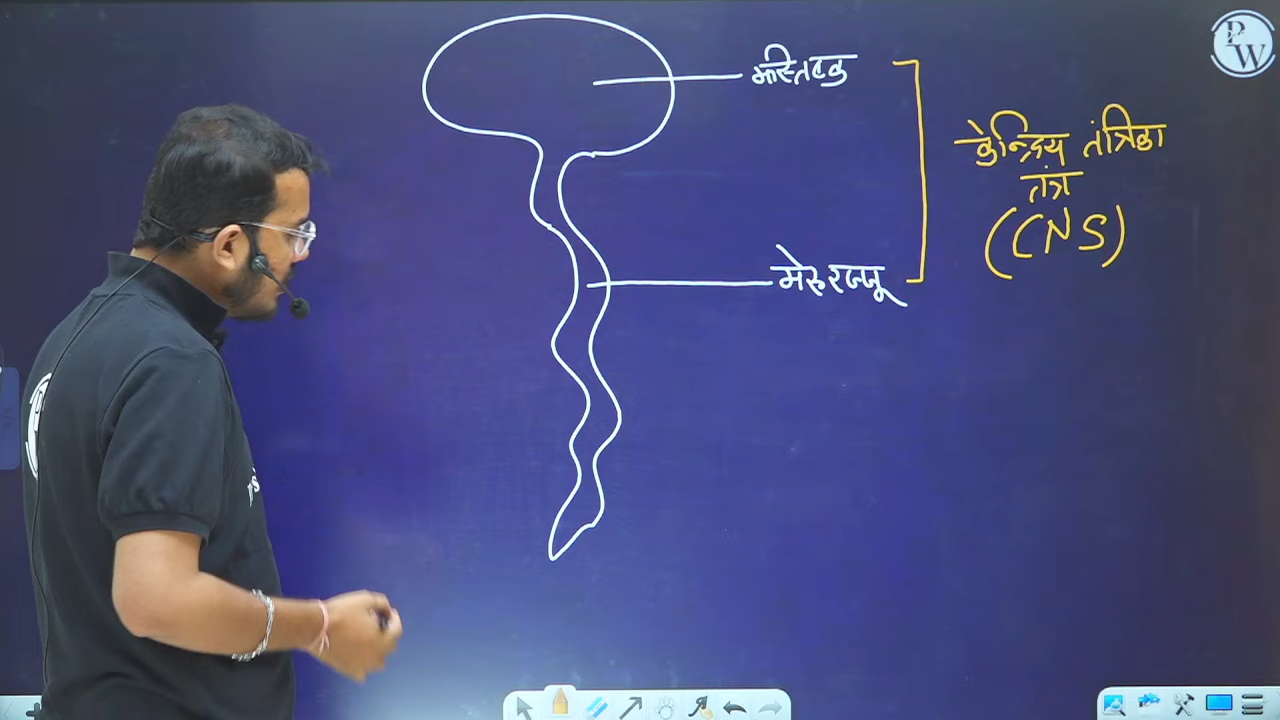 मस्तिष्क
केन्द्रिय तंत्रिका
तंत्र
(CNS)
मेरुरज्जू
PW